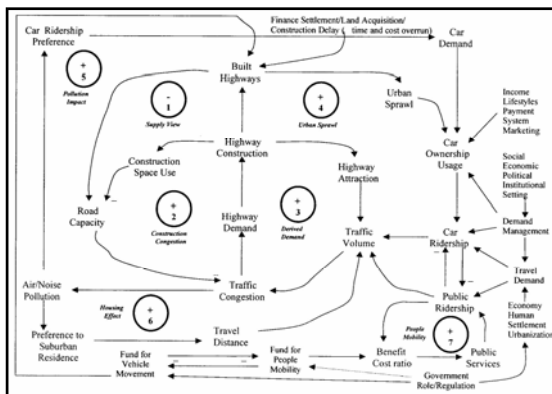 Finance Settlement/Land Acquisition/
Construction Delay ( time and cost overrun)
Car Ridership
Preference
Car
Demand
+
5
Pollution
Impact
Built
Highways
-
1
Supply View
+
4
Urban Sprawl
Urban
Sprawl
Income
Lifestyles
Payment
System
Marketing
Highway
Construction
Construction
Space Use
Car
Ownership
Usage
Highway
Attraction
Social
Economic
Political
Institutional
Setting
Road
Capacity
+
2
Construction
Congestion
Highway
Demand
+
3
Derived
Demand
Traffic
Volume
Car
Ridership
Demand
Management
Air/Noise
Pollution
Traffic
Congestion
Travel
Demand
+
6
Housing
Effect
Public
Ridership
Economy
Human
Settlement
Urbanization
Preference to
Suburban
Residence
Travel
Distance
People
Mobility
+
7
Fund for
Vehicle
Movement
Fund for
People
Mobility
Benefit
Cost ratio
Public
Services
Government
Role/Regulation